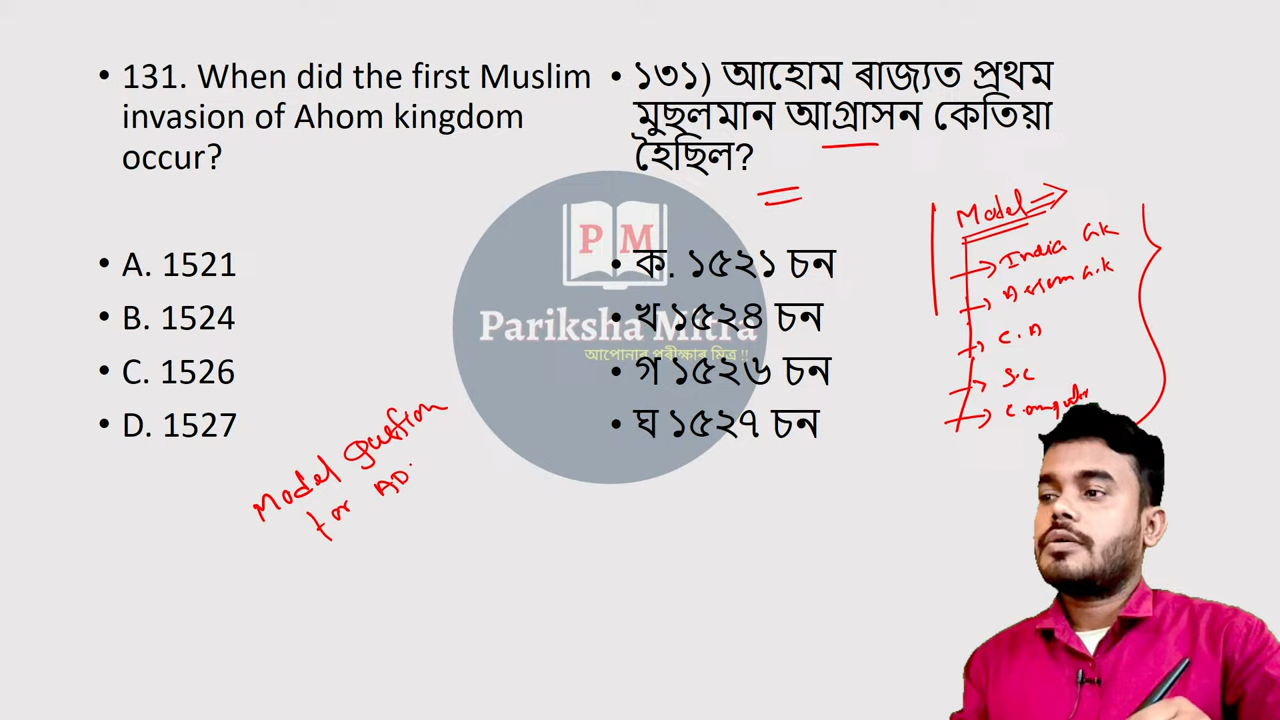 • 131. When did the first Muslim
invasion of Ahom kingdom
occur?
• A. 1521
• B. 1524
• C. 1526
• D. 1527
• ১৩১) আহোম ৰাজ্যত প্ৰথম
মুছলমান আগ্ৰাসন কেতিয়া
হৈছিল?
• ক. ১৫২১ চন
• খ ১৫২৪ চন
• গ ১৫২৬ চন
• ঘ ১৫২৭ চন
P M
Pariksha Mitra
আপোনাৰ পৰীক্ষাৰ মিত্ৰ !!
Model
India G.K
Assam G.K
C.A
S.C
Computer
Model Question
for AD.